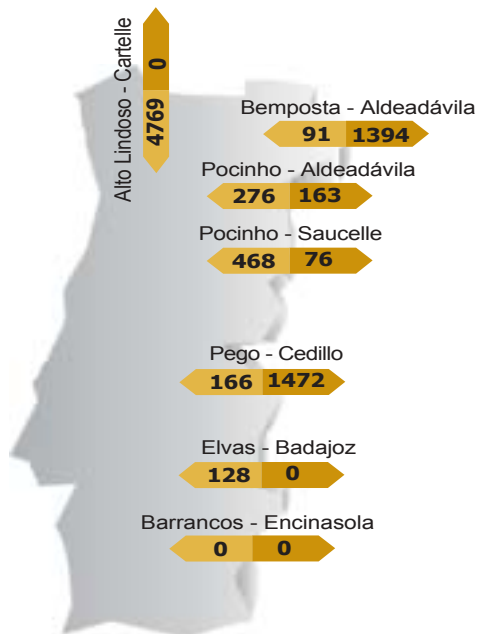 Alto Lindoso - Cartelle
4769 0
Bemposta - Aldeadávila
91 1394
Pocinho - Aldeadávila
276 163
Pocinho - Saucelle
468 76
Pego - Cedillo
166 1472
Elvas - Badajoz
128 0
Barrancos - Encinasola
0 0